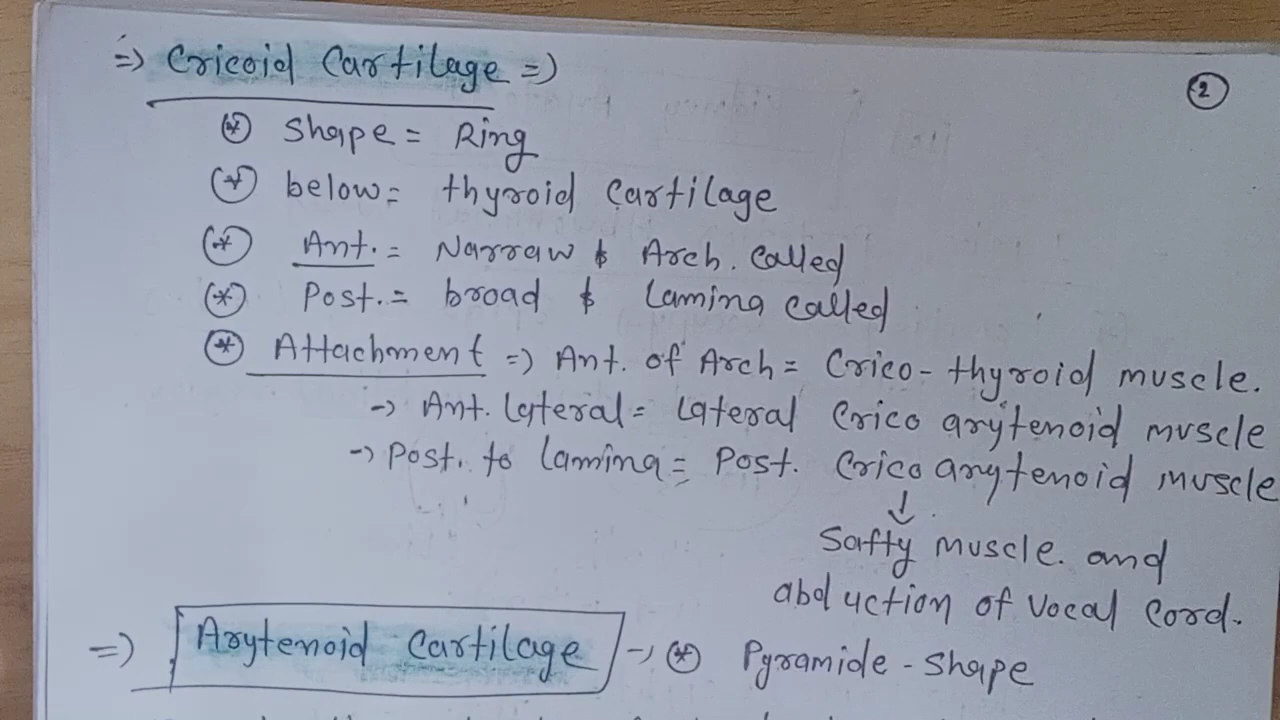 => Cricoid Cartilage =>
2
* Shape = Ring
* below = thyroid Cartilage
* Ant. = Narraw & Arch. Called
* Post. = broad & Lamina Called
* Attachment => Ant. of Arch = Crico-thyroid muscle.
-> Ant. Lateral = Lateral Crico arytenoid muscle
-> Post. to Lamina = Post. Crico arytenoid muscle
↓
Safty muscle. and
abduction of Vocal Cord.
=> Arytenoid Cartilage -> * Pyramide-Shape